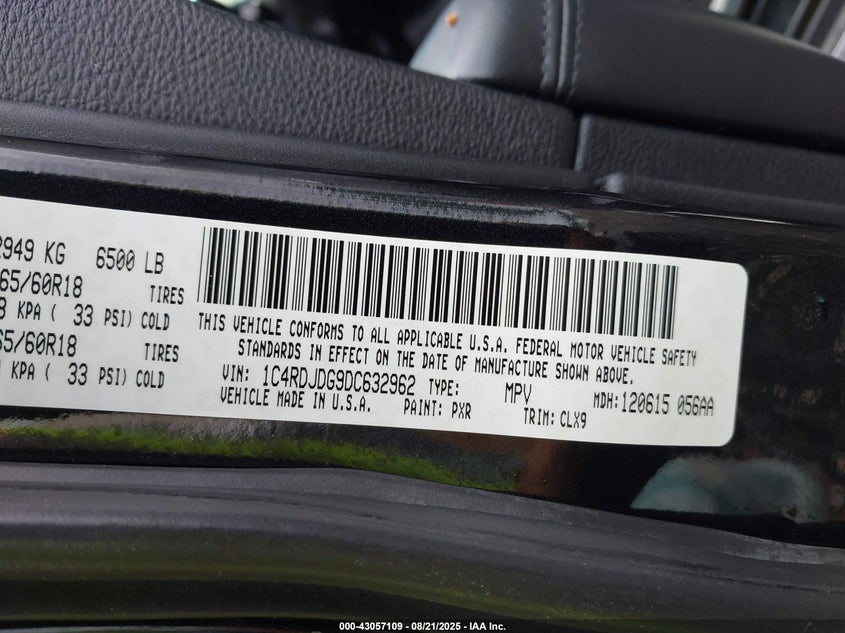 2949 KG 6500 LB
65/60R18 TIRES
KPA ( 33 PSI) COLD
65/60R18 TIRES
KPA ( 33 PSI) COLD
THIS VEHICLE CONFORMS TO ALL APPLICABLE U.S.A. FEDERAL MOTOR VEHICLE SAFETY
STANDARDS IN EFFECT ON THE DATE OF MANUFACTURE SHOWN ABOVE.
VIN: 1C4RDJDG9DC632962 TYPE: MPV MDH: 120615 056AA
VEHICLE MADE IN U.S.A. PAINT: PXR TRIM: CLX9
000-43057109 - 08/21/2025 - IAA Inc.